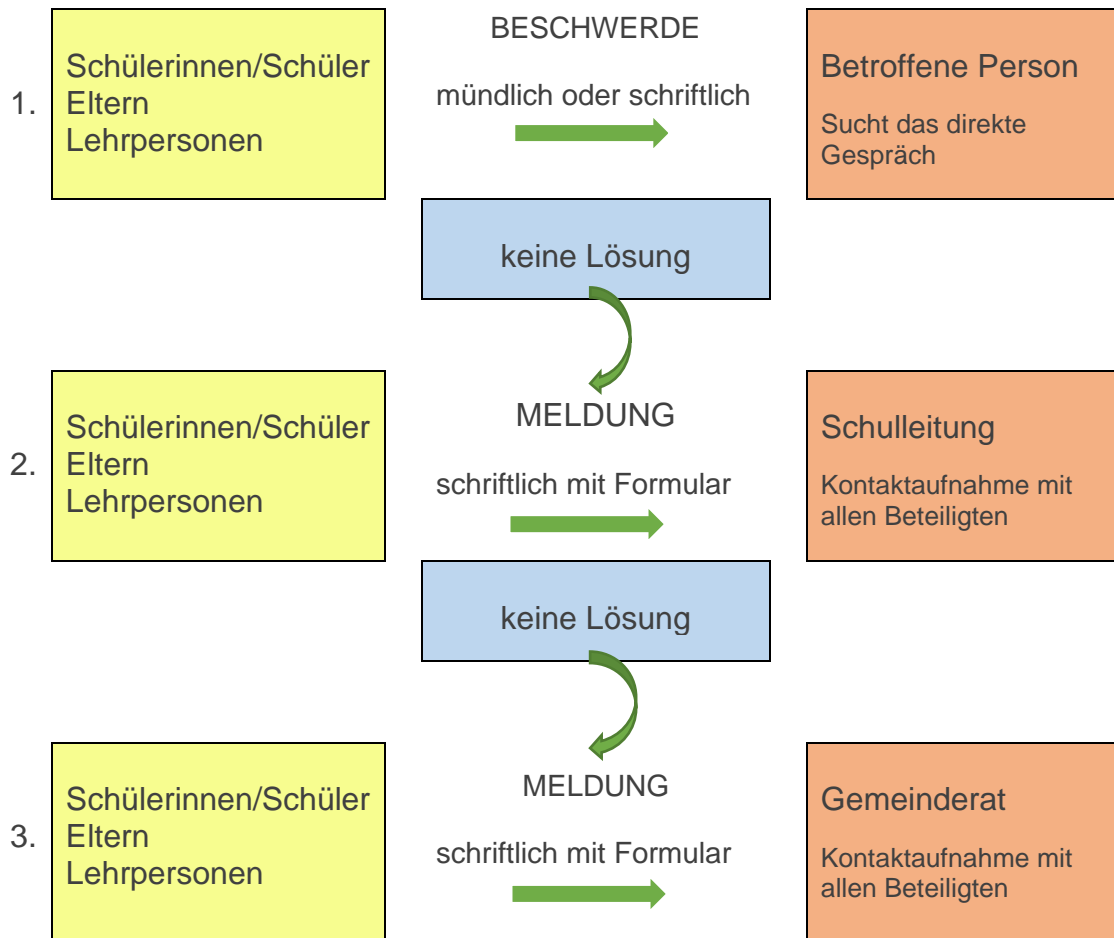 1.
Schülerinnen/Schüler
Eltern
Lehrpersonen
BESCHWERDE
mündlich oder schriftlich
Betroffene Person
Sucht das direkte
Gespräch
keine Lösung
2.
Schülerinnen/Schüler
Eltern
Lehrpersonen
MELDUNG
schriftlich mit Formular
Schulleitung
Kontaktaufnahme mit
allen Beteiligten
keine Lösung
3.
Schülerinnen/Schüler
Eltern
Lehrpersonen
MELDUNG
schriftlich mit Formular
Gemeinderat
Kontaktaufnahme mit
allen Beteiligten